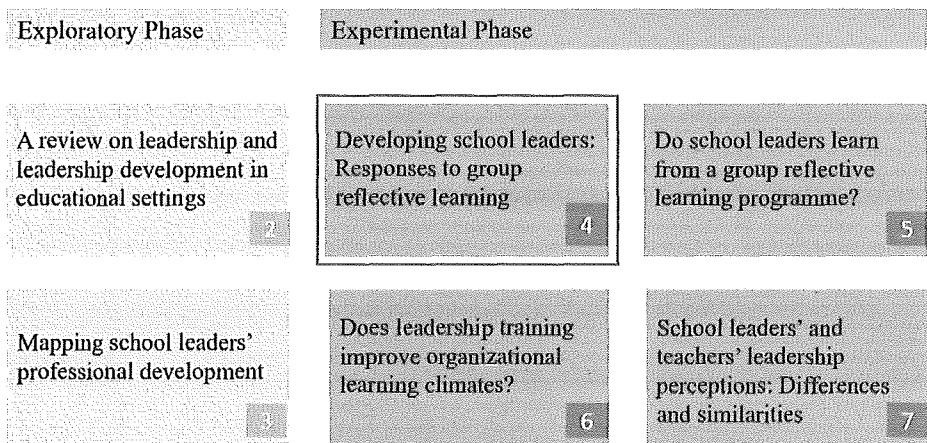 Exploratory Phase
Experimental Phase
A review on leadership and
leadership development in
educational settings
2
Developing school leaders:
Responses to group
reflective learning
4
Do school leaders learn
from a group reflective
learning programme?
5
Mapping school leaders'
professional development
3
Does leadership training
improve organizational
learning climates?
6
School leaders' and
teachers' leadership
perceptions: Differences
and similarities
7